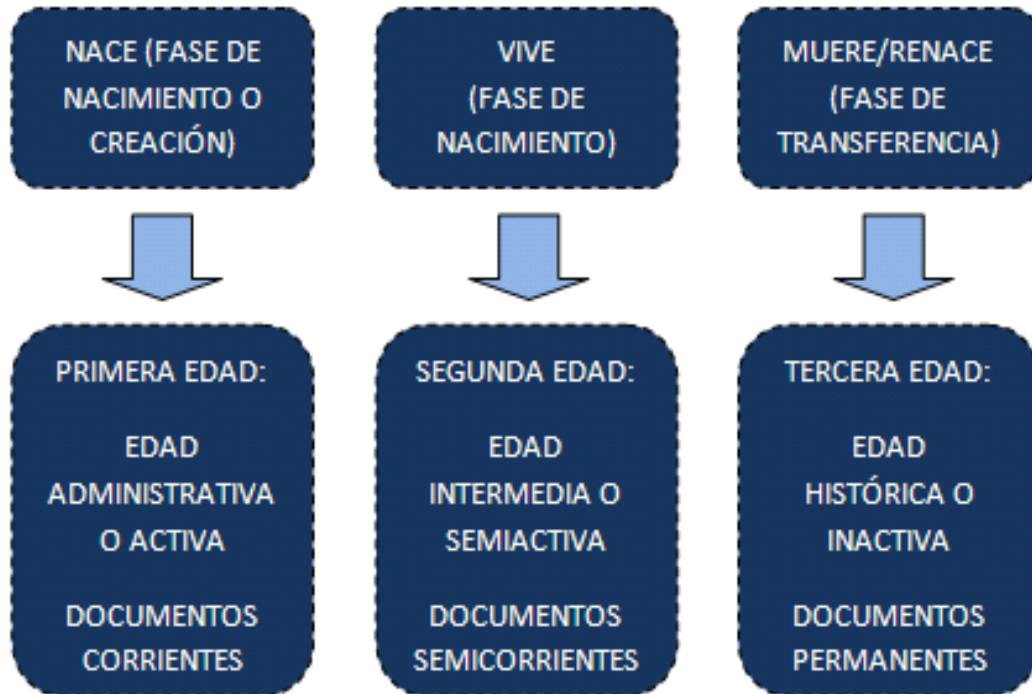 NACE (FASE DE
NACIMIENTO O
CREACIÓN)
VIVE
(FASE DE
NACIMIENTO)
MUERE/RENACE
(FASE DE
TRANSFERENCIA)
PRIMERA EDAD:
EDAD
ADMINISTRATIVA
O ACTIVA
DOCUMENTOS
CORRIENTES
SEGUNDA EDAD:
EDAD
INTERMEDIA O
SEMIACTIVA
DOCUMENTOS
SEMICORRIENTES
TERCERA EDAD:
EDAD
HISTÓRICA O
INACTIVA
DOCUMENTOS
PERMANENTES